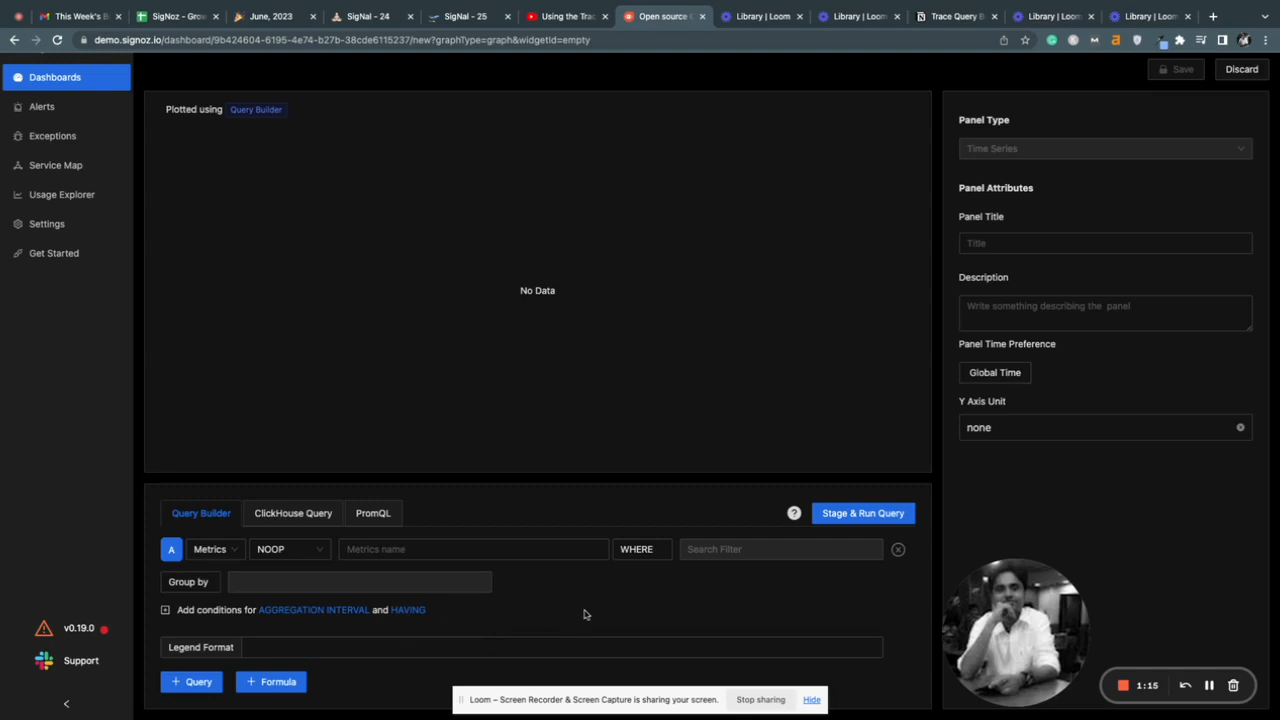 This Week's B
SigNoz - Grow
June, 2023
SigNal - 24
SigNal - 25
Using the Trac
Open source O
Library | Loom
Library | Loom
Trace Query B
Library | Loom
Library | Loom
demo.signoz.io/dashboard/9b424604-6195-4e74-b27b-38cde6115237/new?graphType=graph&widgetId=empty
Dashboards
Alerts
Exceptions
Service Map
Usage Explorer
Settings
Get Started
v0.19.0
Support
Save
Discard
Plotted using Query Builder
No Data
Panel Type
Time Series
Panel Attributes
Panel Title
Title
Description
Write something describing the panel
Panel Time Preference
Global Time
Y Axis Unit
none
Query Builder
ClickHouse Query
PromQL
?
Stage & Run Query
A
Metrics
NOOP
Metrics name
WHERE
Search Filter
Group by
Add conditions for AGGREGATION INTERVAL and HAVING
Legend Format
+ Query
+ Formula
Loom – Screen Recorder & Screen Capture is sharing your screen.
Stop sharing
Hide
1:15